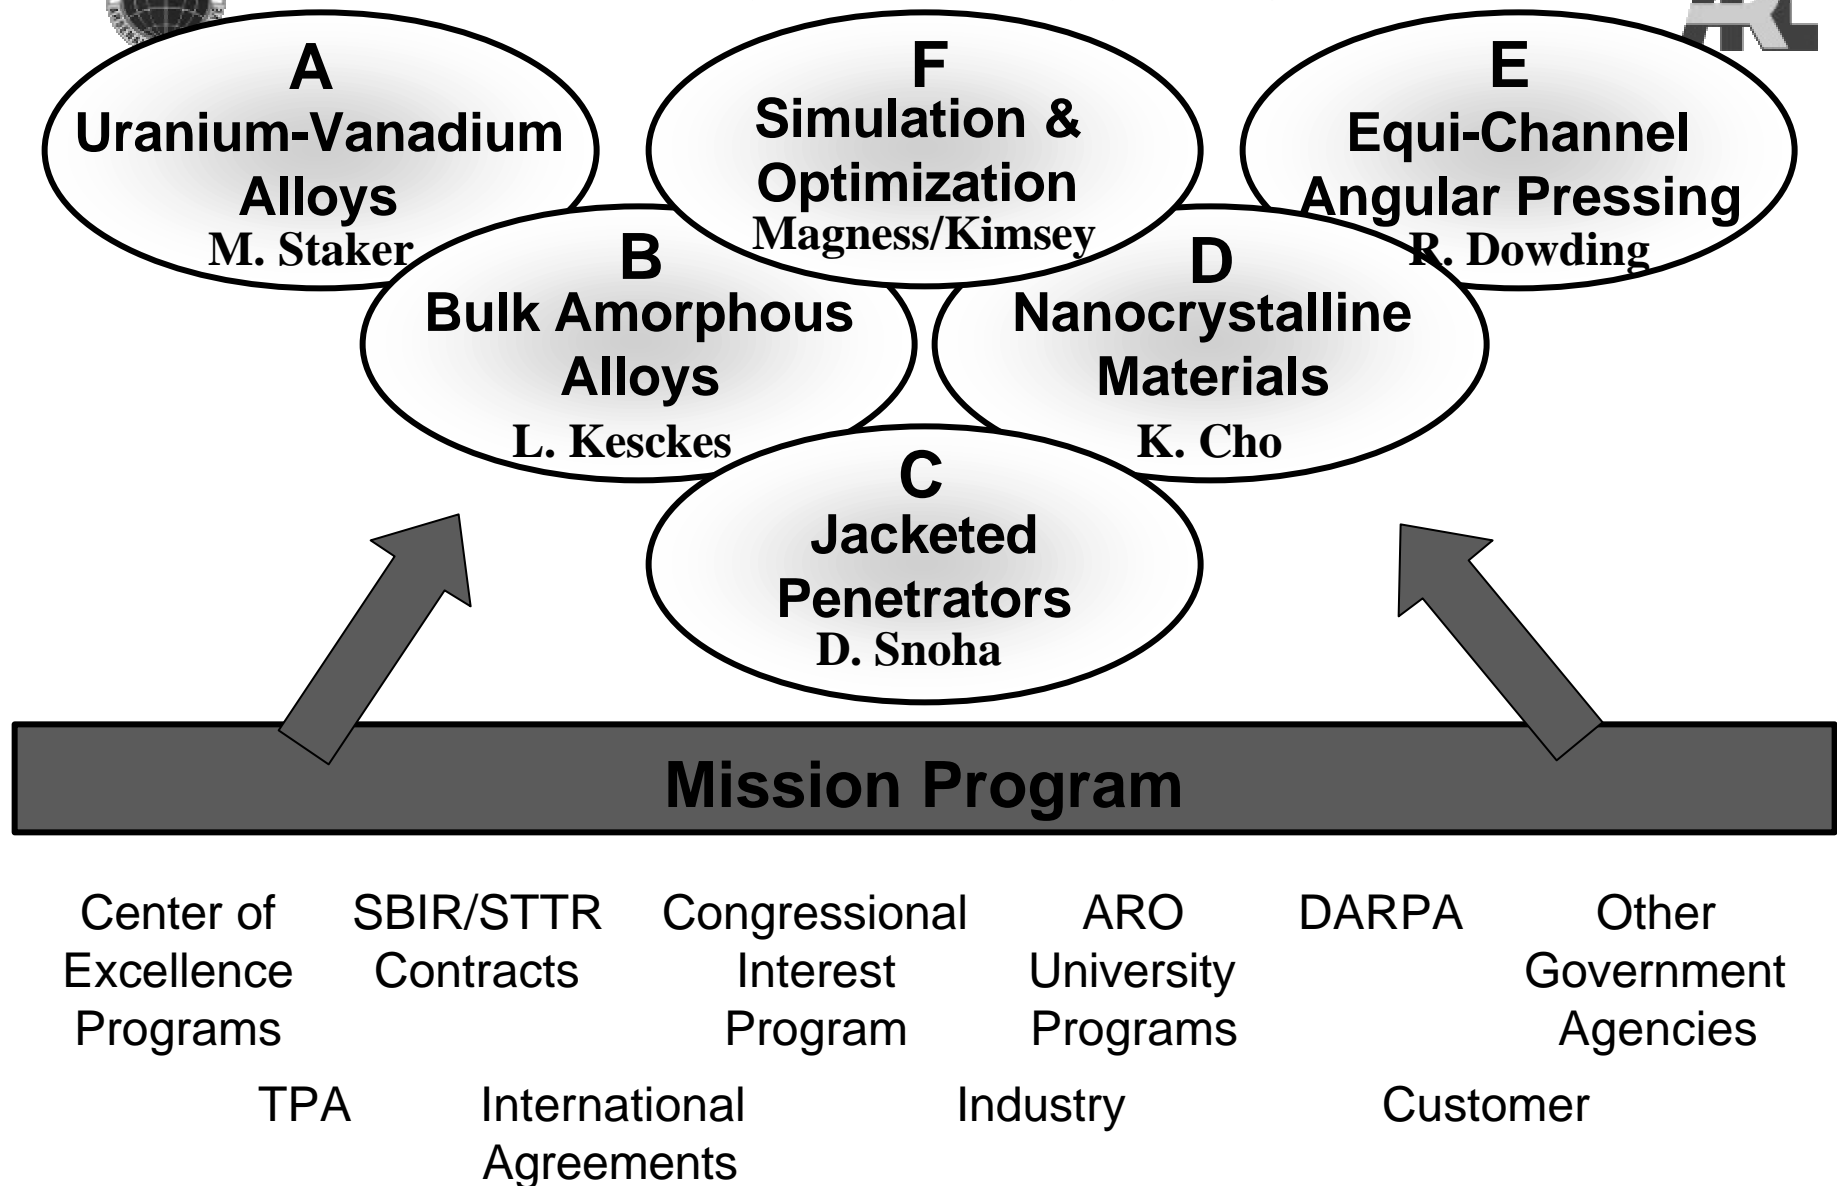 A
Uranium-Vanadium
Alloys
M. Staker
F
Simulation &
Optimization
Magness/Kimsey
E
Equi-Channel
Angular Pressing
R. Dowding
B
Bulk Amorphous
Alloys
L. Kesckes
D
Nanocrystalline
Materials
K. Cho
C
Jacketed
Penetrators
D. Snoha
Mission Program
Center of
Excellence
Programs
SBIR/STTR
Contracts
Congressional
Interest
Program
ARO
University
Programs
DARPA
Other
Government
Agencies
TPA
International
Agreements
Industry
Customer
ARL